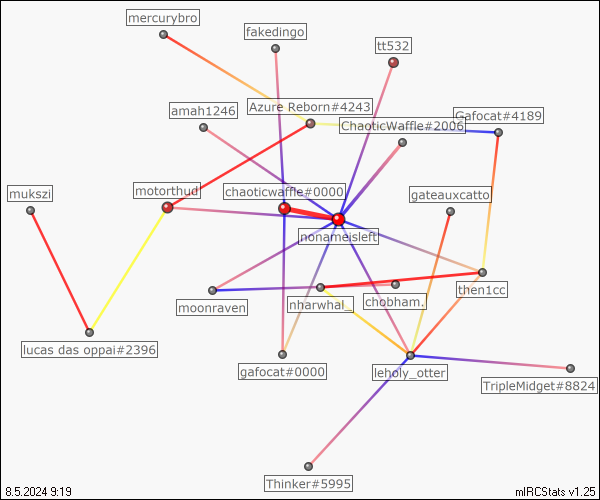 mercurybro
fakedingo
tt532
Azure Reborn#4243
amah1246
Gafocat#4189
ChaoticWaffle#2006
mukszi
motorthud
chaoticwaffle#0000
gateauxcatto
nonameisleft
then1cc
moonraven
nharwhal_
chobham.
lucas das oppai#2396
gafocat#0000
leholy_otter
TripleMidget#8824
Thinker#5995
8.5.2024 9:19
mIRCStats v1.25